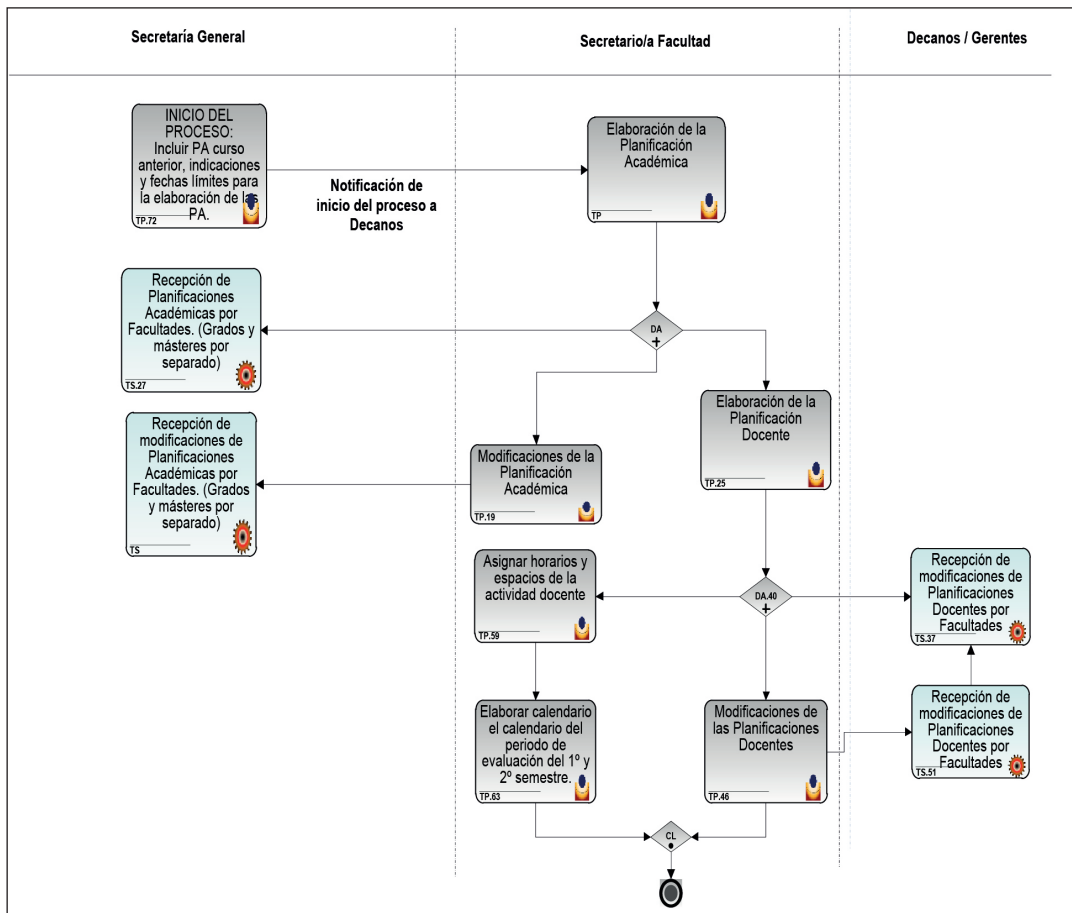 Secretaría General
Secretario/a Facultad
Decanos / Gerentes
INICIO DEL
PROCESO:
Incluir PA curso
anterior, indicaciones
y fechas límites para
la elaboración de las
PA.
TP.72
Notificación de
inicio del proceso a
Decanos
Elaboración de la
Planificación
Académica
TP
Recepción de
Planificaciones
Académicas por
Facultades. (Grados y
másteres por
separado)
TS.27
DA
+
Elaboración de la
Planificación
Docente
TP.25
Recepción de
modificaciones de
Planificaciones
Académicas por
Facultades. (Grados
y másteres por
separado)
TS
Modificaciones de la
Planificación
Académica
TP.19
Asignar horarios y
espacios de la
actividad docente
TP.59
DA.40
+
Recepción de
modificaciones de
Planificaciones
Docentes por
Facultades
TS.37
Elaborar calendario
el calendario del
periodo de
evaluación del 1º y
2º semestre.
TP.63
Modificaciones de
las Planificaciones
Docentes
TP.46
Recepción de
modificaciones de
Planificaciones
Docentes por
Facultades
TS.51
CL